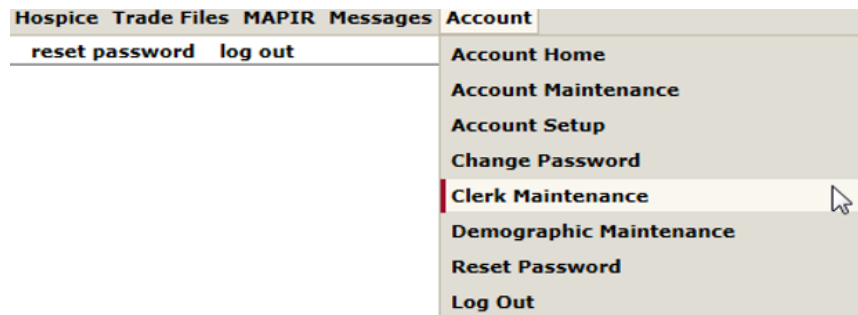 Hospice Trade Files MAPIR Messages Account
reset password log out
Account Home
Account Maintenance
Account Setup
Change Password
Clerk Maintenance
Demographic Maintenance
Reset Password
Log Out